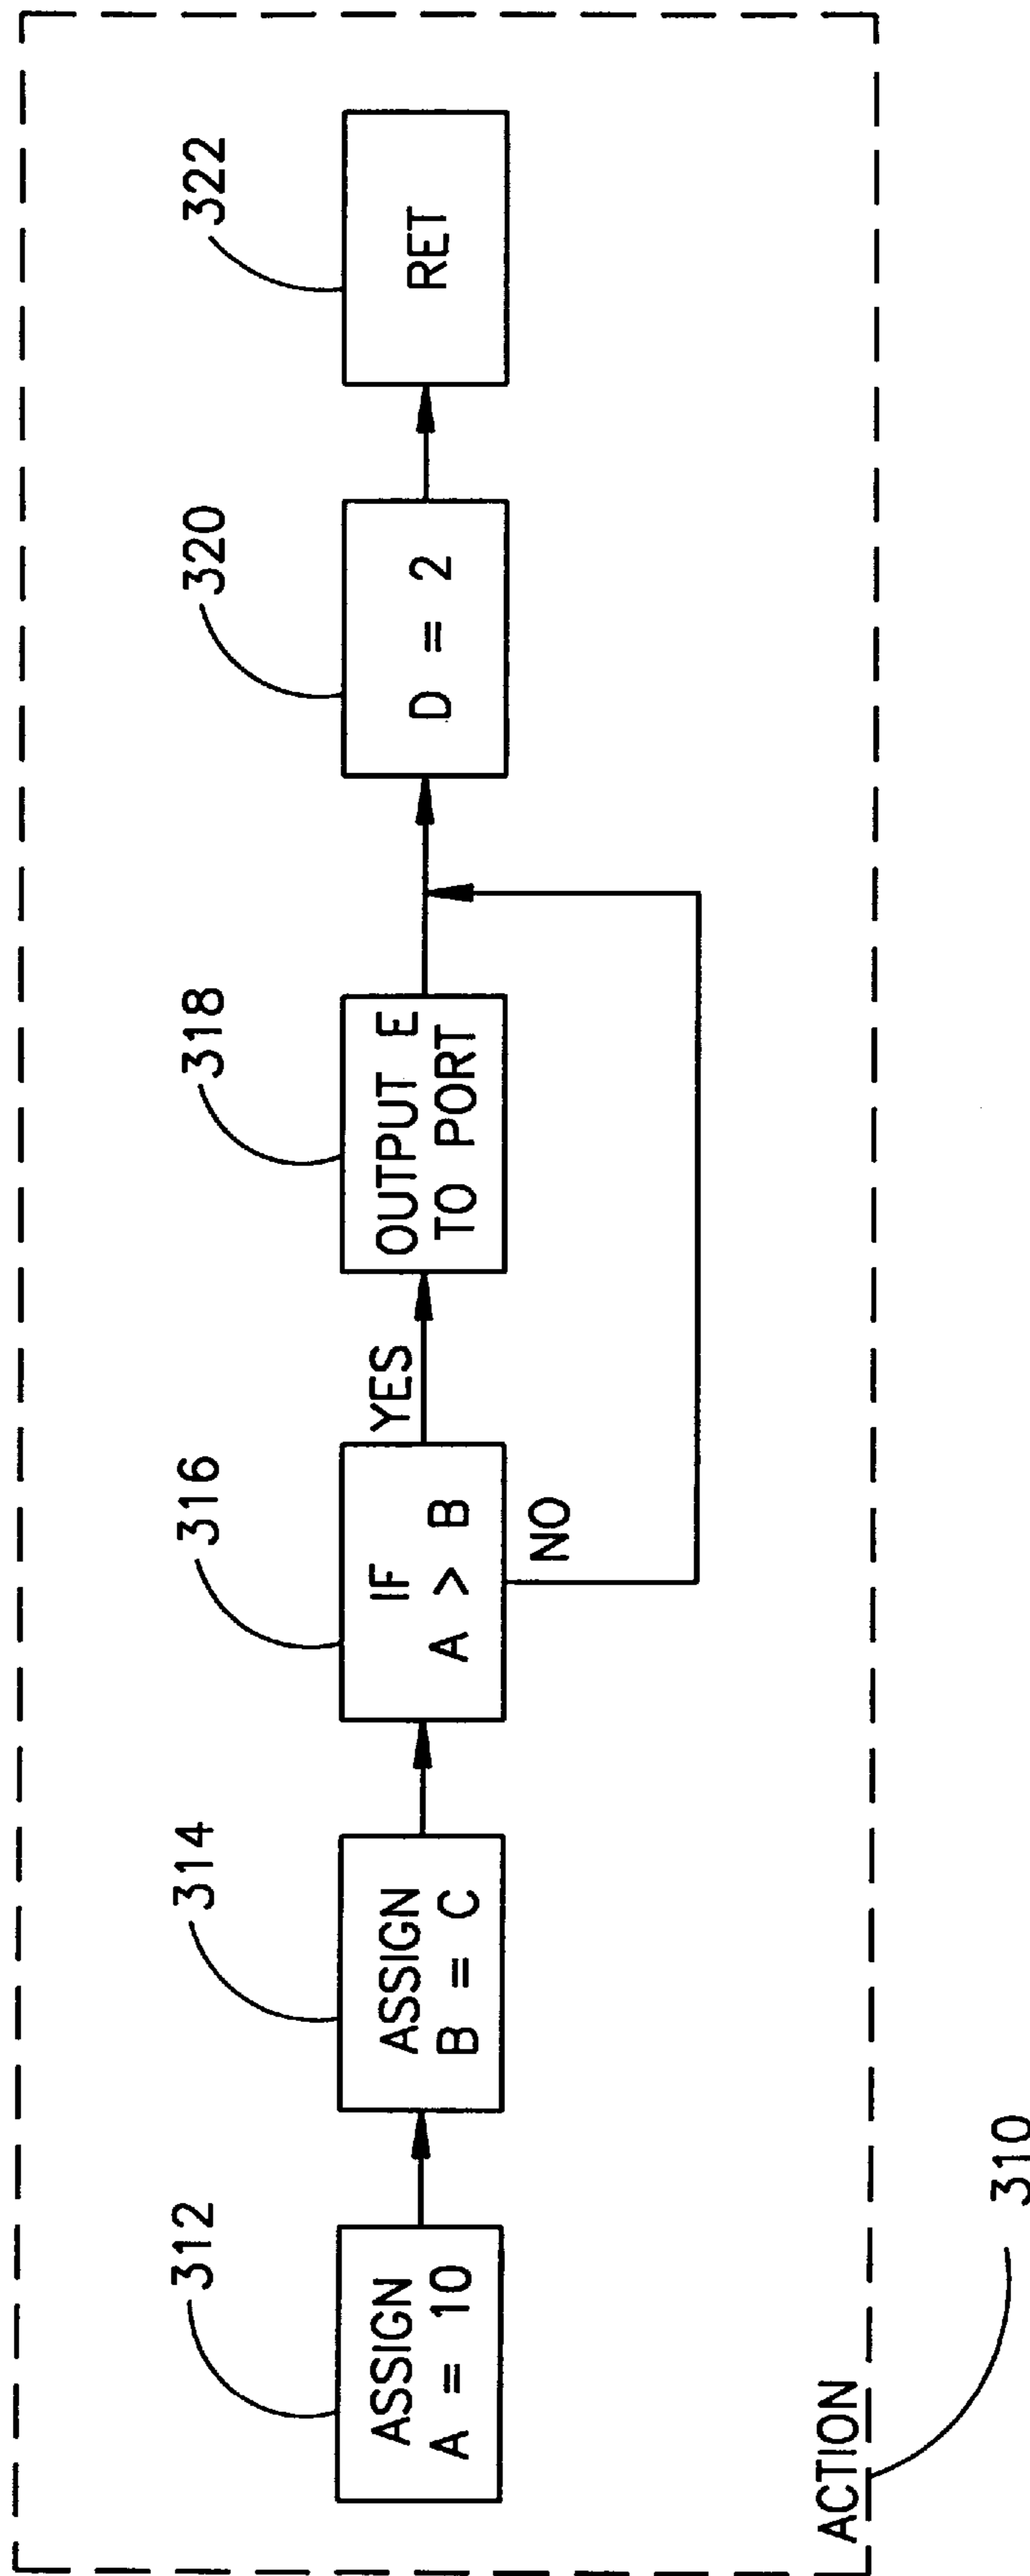 312
ASSIGN
A = 10
314
ASSIGN
B = C
316
IF
A > B
YES
NO
318
OUTPUT E
TO PORT
320
D = 2
322
RET
ACTION
310